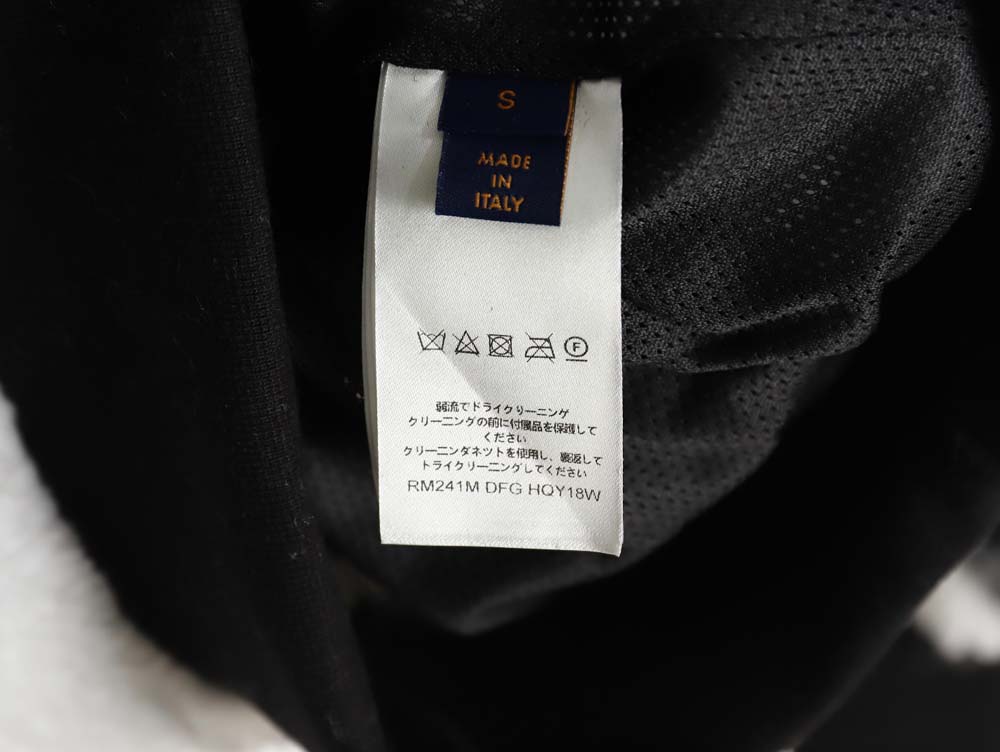 S
MADE
IN
ITALY
F
弱流でドライクリーニング
クリーニングの前に付属品を保護して
ください
クリーニンダネツトを使用し、裏返して
トライクリーニングしてください
RM241M DFG HQY18W